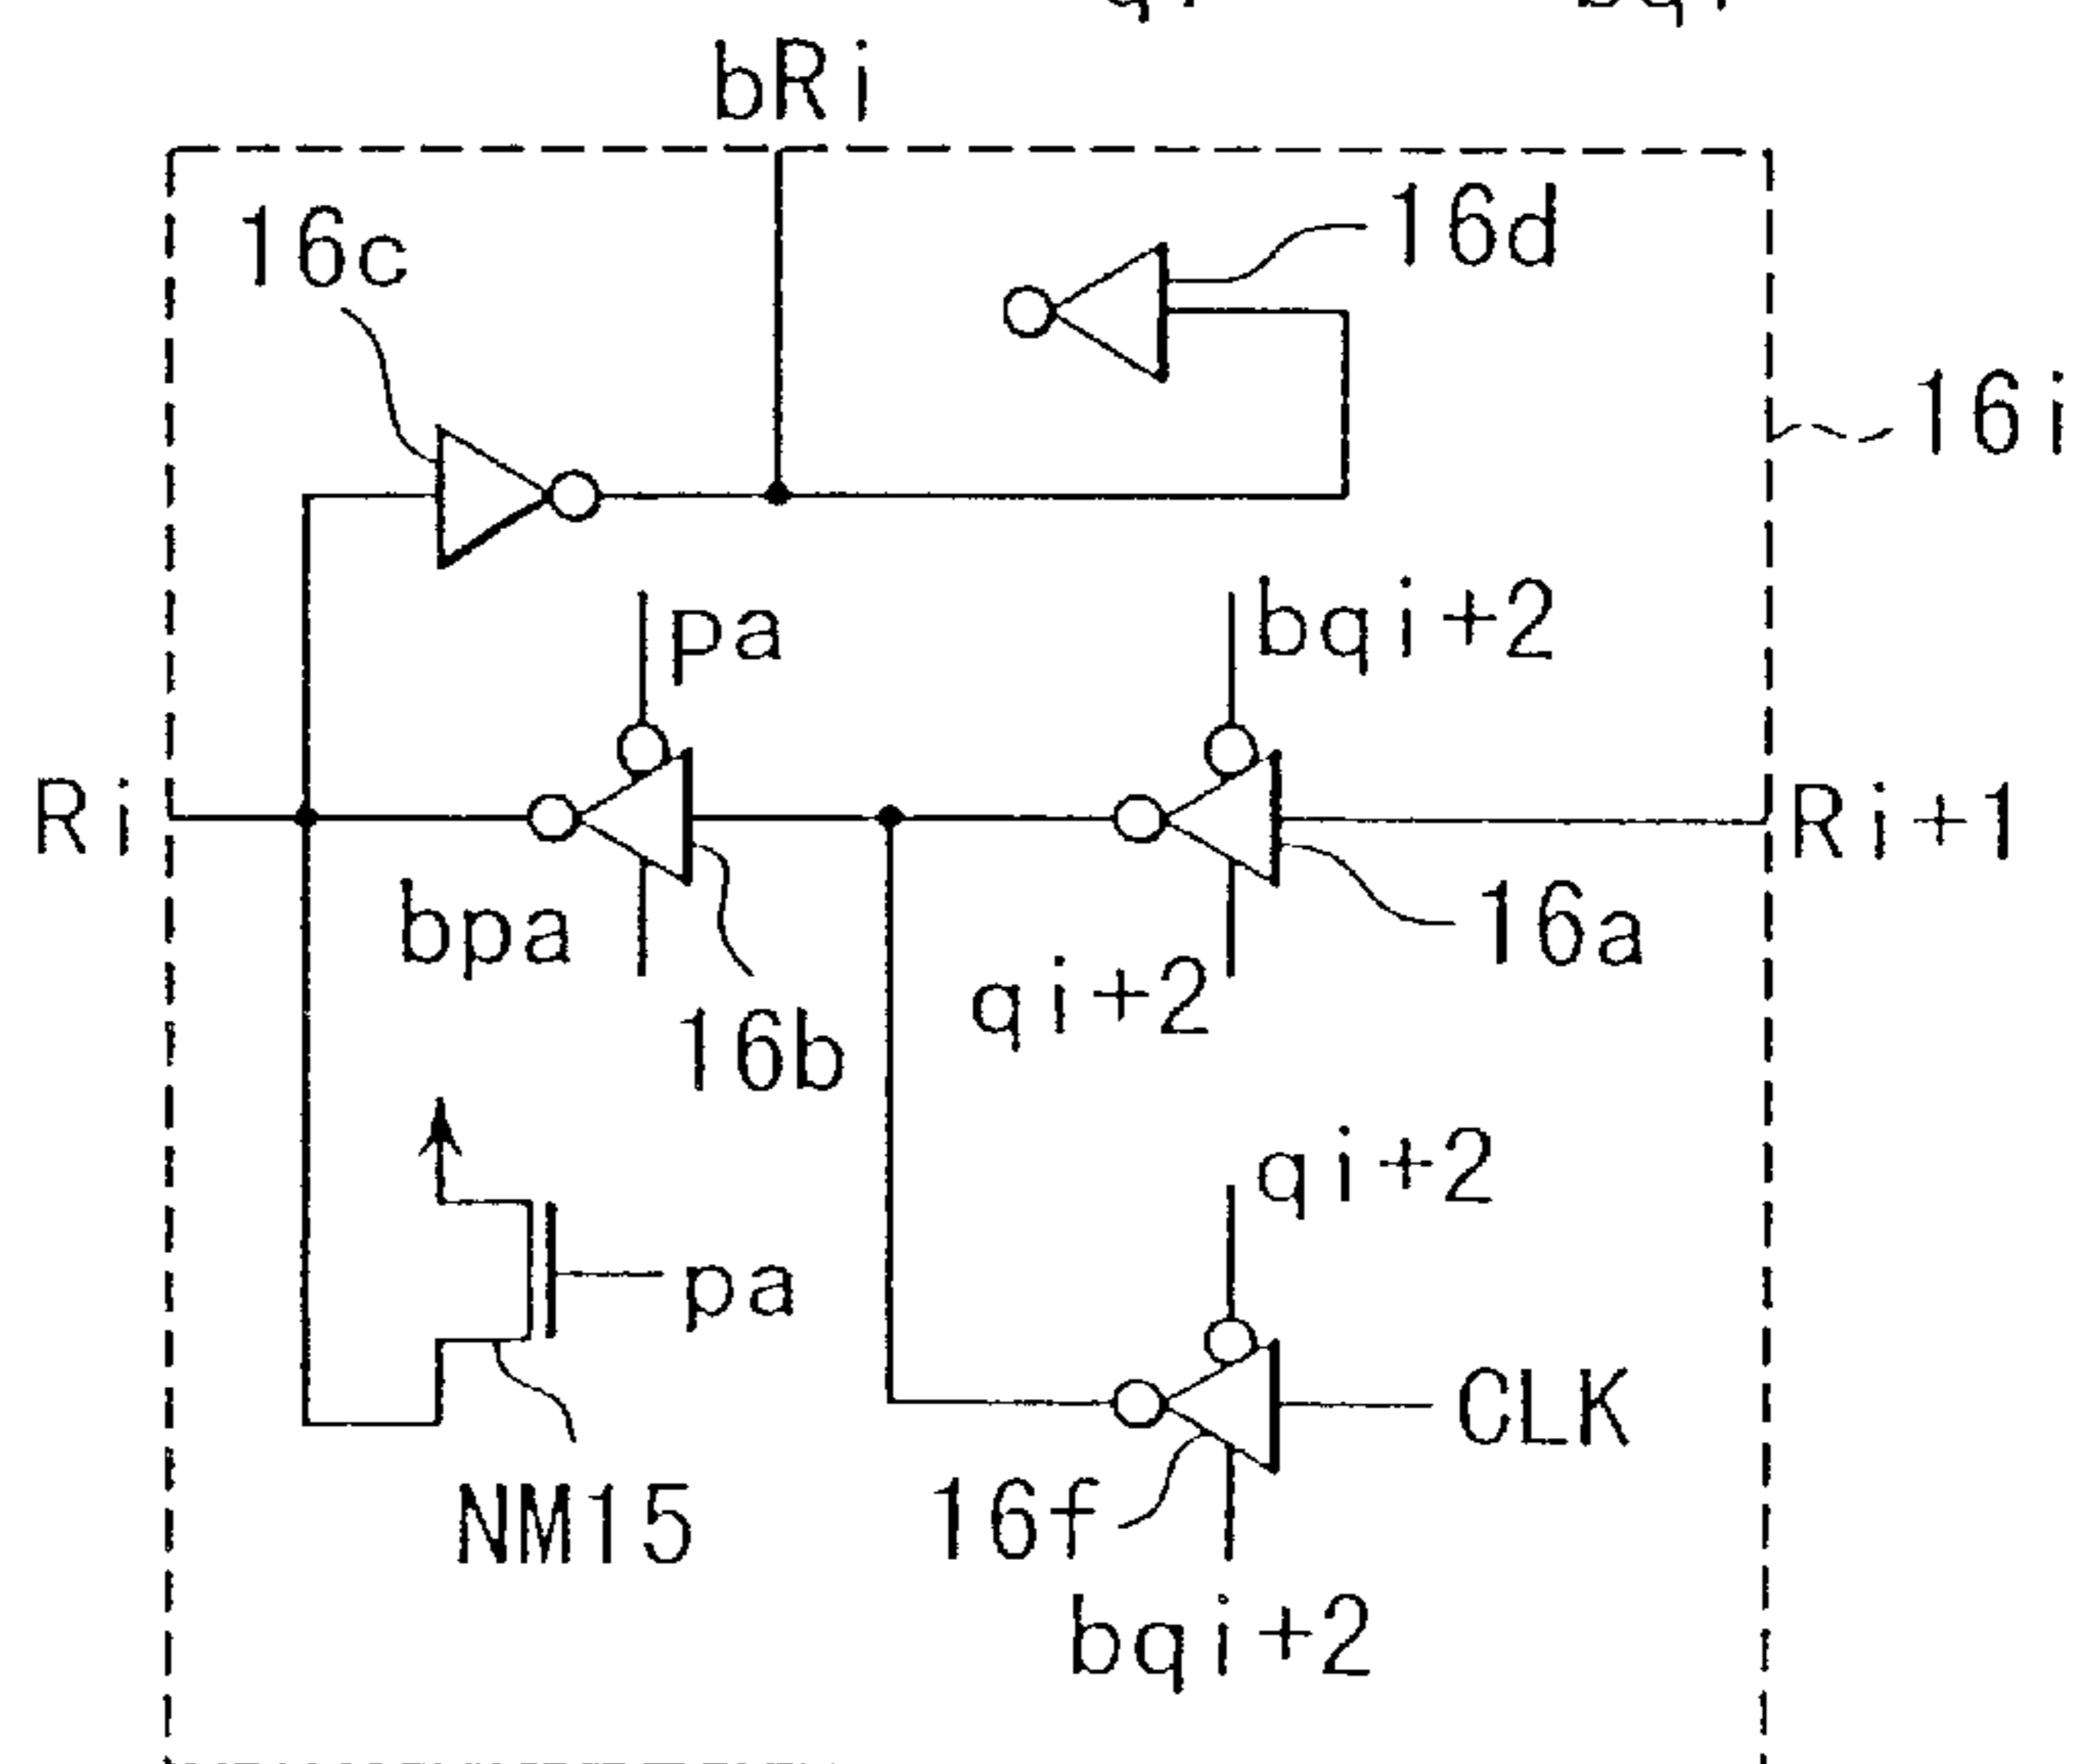 bRi
16c
16d
16i
pa
bqi+2
Ri
Ri+1
bpa
16a
qi+2
16b
qi+2
pa
CLK
NM15
16f
bqi+2